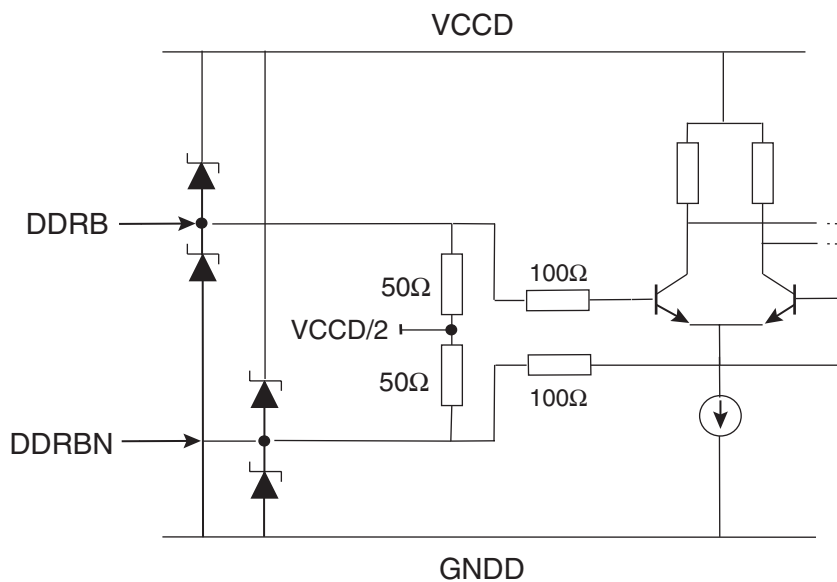 VCCD
DDRB
50Ω
100Ω
VCCD/2
50Ω
100Ω
DDRBN
GNDD